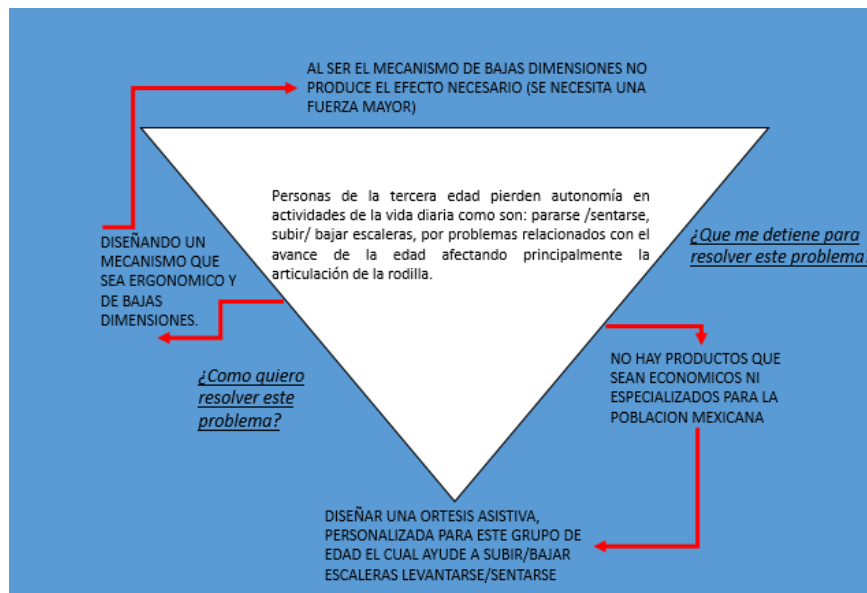 AL SER EL MECANISMO DE BAJAS DIMENSIONES NO
PRODUCE EL EFECTO NECESARIO (SE NECESITA UNA
FUERZA MAYOR)
Personas de la tercera edad pierden autonomía en
actividades de la vida diaria como son: pararse /sentarse,
subir/ bajar escaleras, por problemas relacionados con el
avance de la edad afectando principalmente la
articulación de la rodilla.
DISEÑANDO UN
MECANISMO QUE
SEA ERGONOMICO Y
DE BAJAS
DIMENSIONES.
¿Que me detiene para
resolver este problema?
¿Como quiero
resolver este
problema?
NO HAY PRODUCTOS QUE
SEAN ECONOMICOS NI
ESPECIALIZADOS PARA LA
POBLACION MEXICANA
DISEÑAR UNA ORTESIS ASISTIVA,
PERSONALIZADA PARA ESTE GRUPO DE
EDAD EL CUAL AYUDE A SUBIR/BAJAR
ESCALERAS LEVANTARSE/SENTARSE